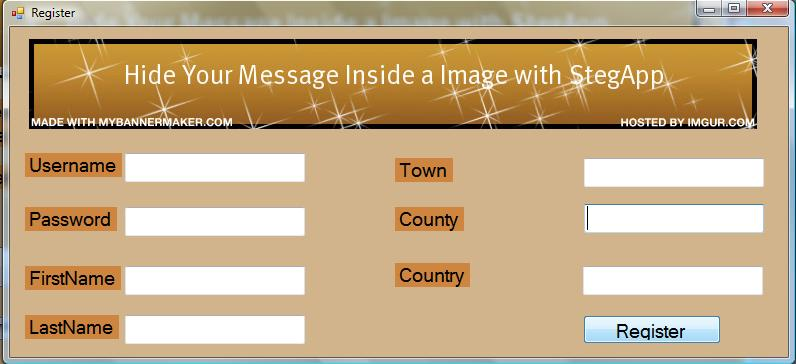 Register
Hide Your Message Inside a Image with StegApp
MADE WITH MYBANNERMAKER.COM
HOSTED BY IMGUR.COM
Username
Town
Password
County
FirstName
Country
LastName
Register